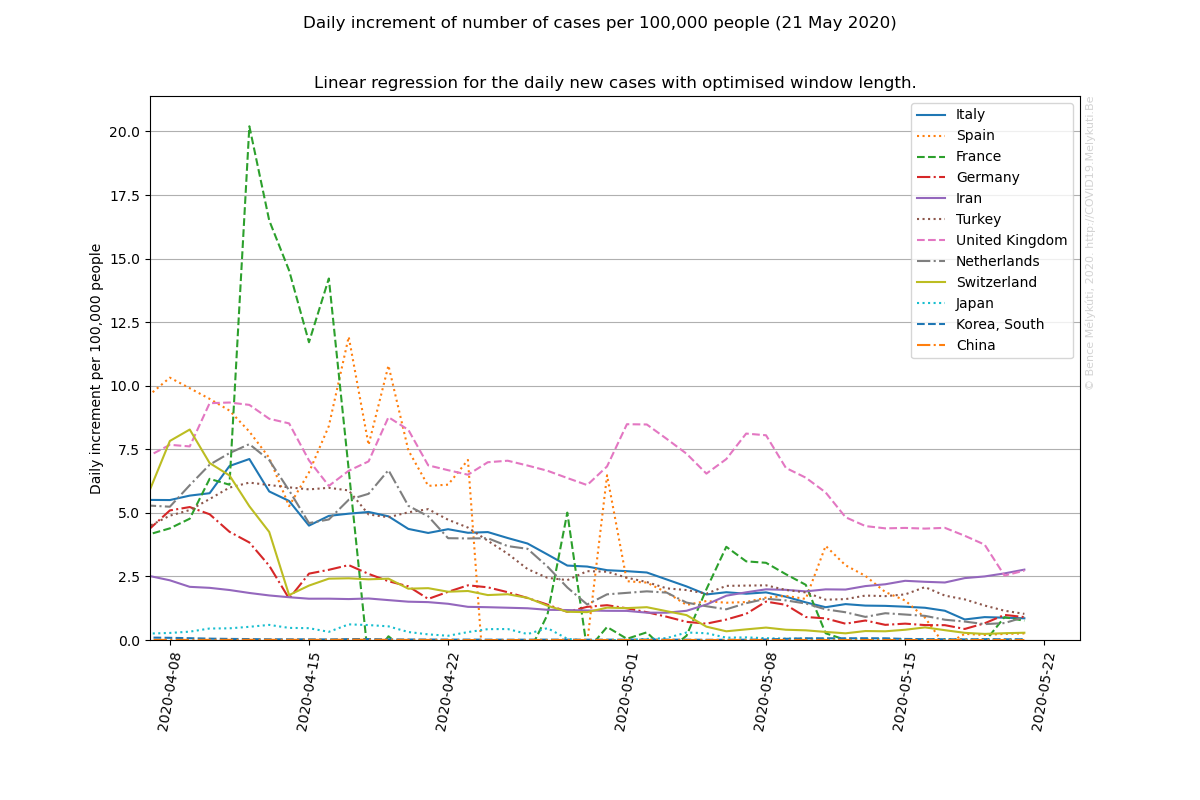 Daily increment of number of cases per 100,000 people (21 May 2020)
Linear regression for the daily new cases with optimised window length.
Daily increment per 100,000 people
20.0
17.5
15.0
12.5
10.0
7.5
5.0
2.5
0.0
2020-04-08
2020-04-15
2020-04-22
2020-05-01
2020-05-08
2020-05-15
2020-05-22
Italy
Spain
France
Germany
Iran
Turkey
United Kingdom
Netherlands
Switzerland
Japan
Korea, South
China
© Bence Melykuti, 2020. http://COVID19.Melykuti.Be